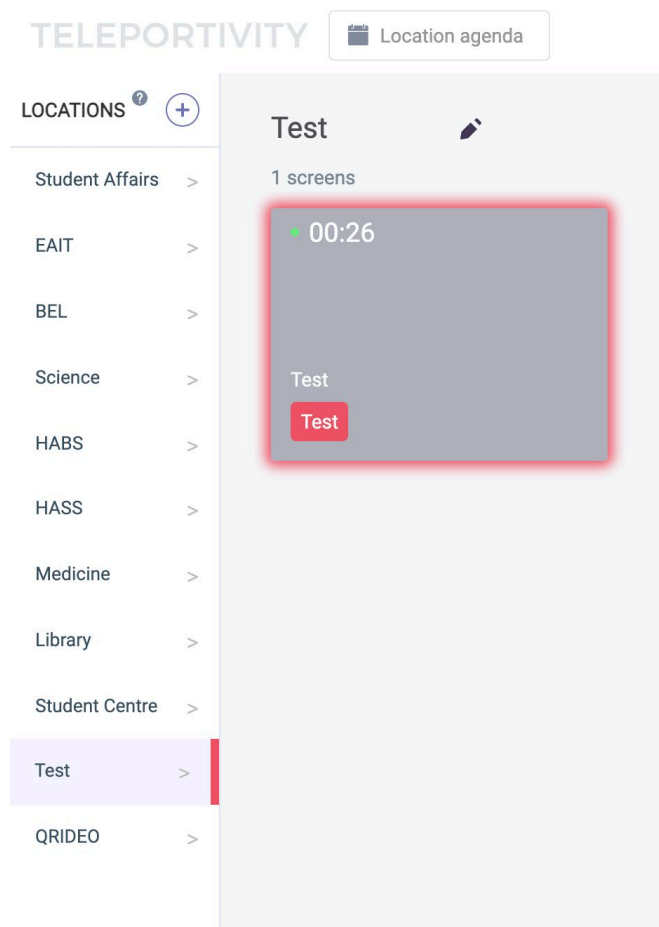 TELEPORTIVITY
Location agenda
LOCATIONS ? +
Student Affairs >
EAIT >
BEL >
Science >
HABS >
HASS >
Medicine >
Library >
Student Centre >
Test >
QRIDEO >
Test
1 screens
00:26
Test
Test